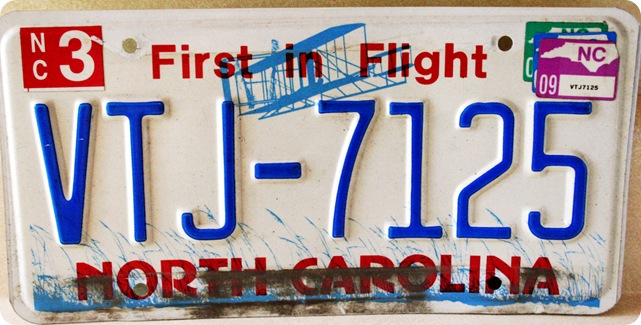 NC 3
First in Flight
NC
09
VTJ7125
VTJ-7125
NORTH CAROLINA